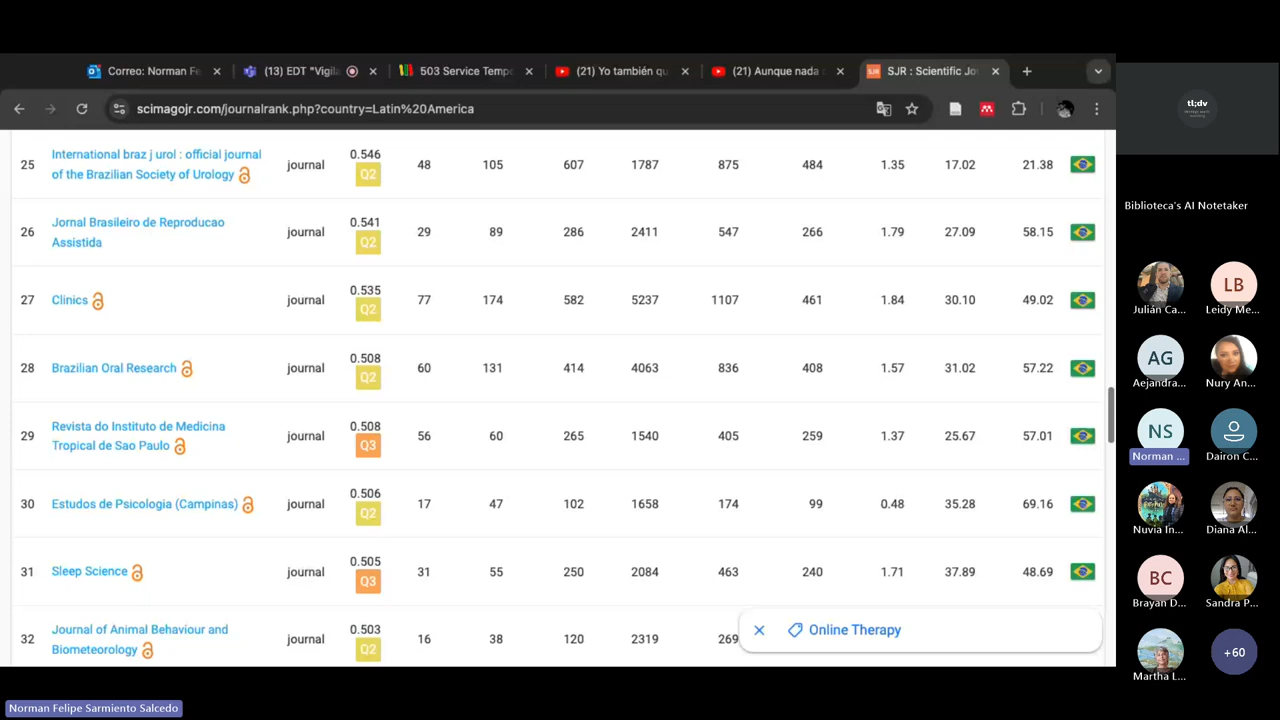 Correo: Norman Fe
(13) EDT "Vigila
503 Service Tempo
(21) Yo también qu
(21) Aunque nada c
SJR : Scientific Jou
scimagojr.com/journalrank.php?country=Latin%20America
25 International braz j urol : official journal of the Brazilian Society of Urology journal 0.546 Q2 48 105 607 1787 875 484 1.35 17.02 21.38
26 Jornal Brasileiro de Reproducao Assistida journal 0.541 Q2 29 89 286 2411 547 266 1.79 27.09 58.15
27 Clinics journal 0.535 Q2 77 174 582 5237 1107 461 1.84 30.10 49.02
28 Brazilian Oral Research journal 0.508 Q2 60 131 414 4063 836 408 1.57 31.02 57.22
29 Revista do Instituto de Medicina Tropical de Sao Paulo journal 0.508 Q3 56 60 265 1540 405 259 1.37 25.67 57.01
30 Estudos de Psicologia (Campinas) journal 0.506 Q2 17 47 102 1658 174 99 0.48 35.28 69.16
31 Sleep Science journal 0.505 Q3 31 55 250 2084 463 240 1.71 37.89 48.69
32 Journal of Animal Behaviour and Biometeorology journal 0.503 Q2 16 38 120 2319 269
Online Therapy
tl;dv
Biblioteca's AI Notetaker
Julián Ca...
LB
Leidy Me...
AG
Aejandra...
Nury An...
NS
Norman ...
Dairon C...
Nuvia In...
Diana Al...
BC
Brayan D...
Sandra P...
Martha L...
+60
Norman Felipe Sarmiento Salcedo